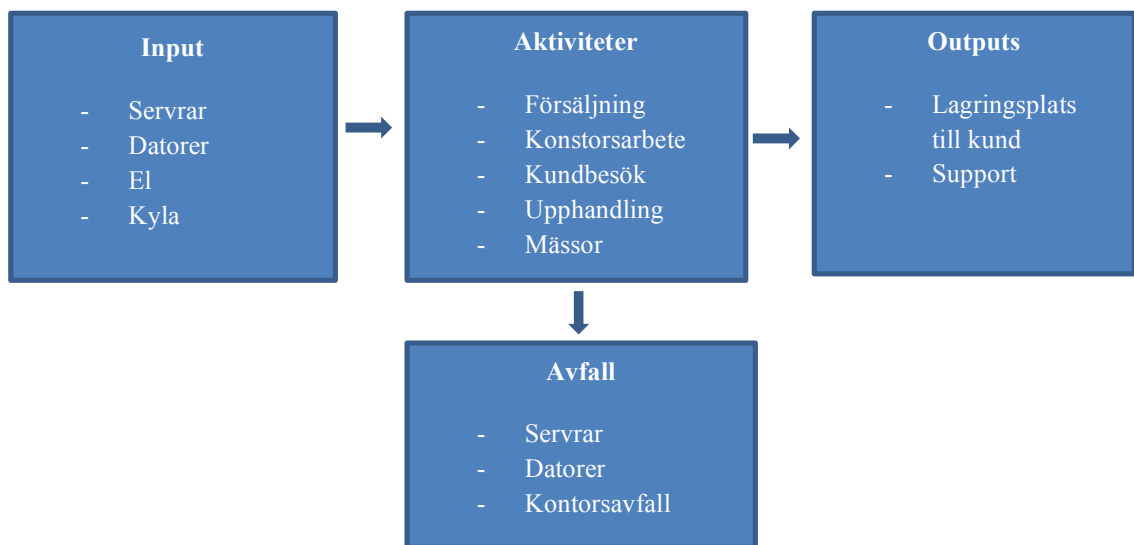 Input
- Servrar
- Datorer
- El
- Kyla
Aktiviteter
- Försäljning
- Konstorsarbete
- Kundbesök
- Upphandling
- Mässor
Outputs
- Lagringsplats
till kund
- Support
Avfall
- Servrar
- Datorer
- Kontorsavfall